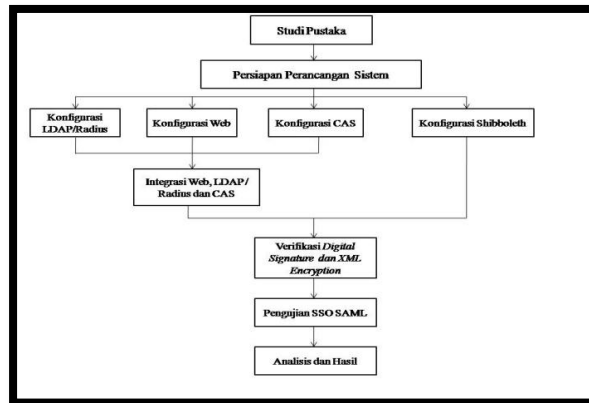 Studi Pustaka
Persiapan Perancangan Sistem
Konfigurasi
LDAP/Radius
Konfigurasi Web
Konfigurasi CAS
Konfigurasi Shibboleth
Integrasi Web, LDAP/
Radius dan CAS
Verifikasi Digital
Signature dan XML
Encryption
Pengujian SSO SAML
Analisis dan Hasil